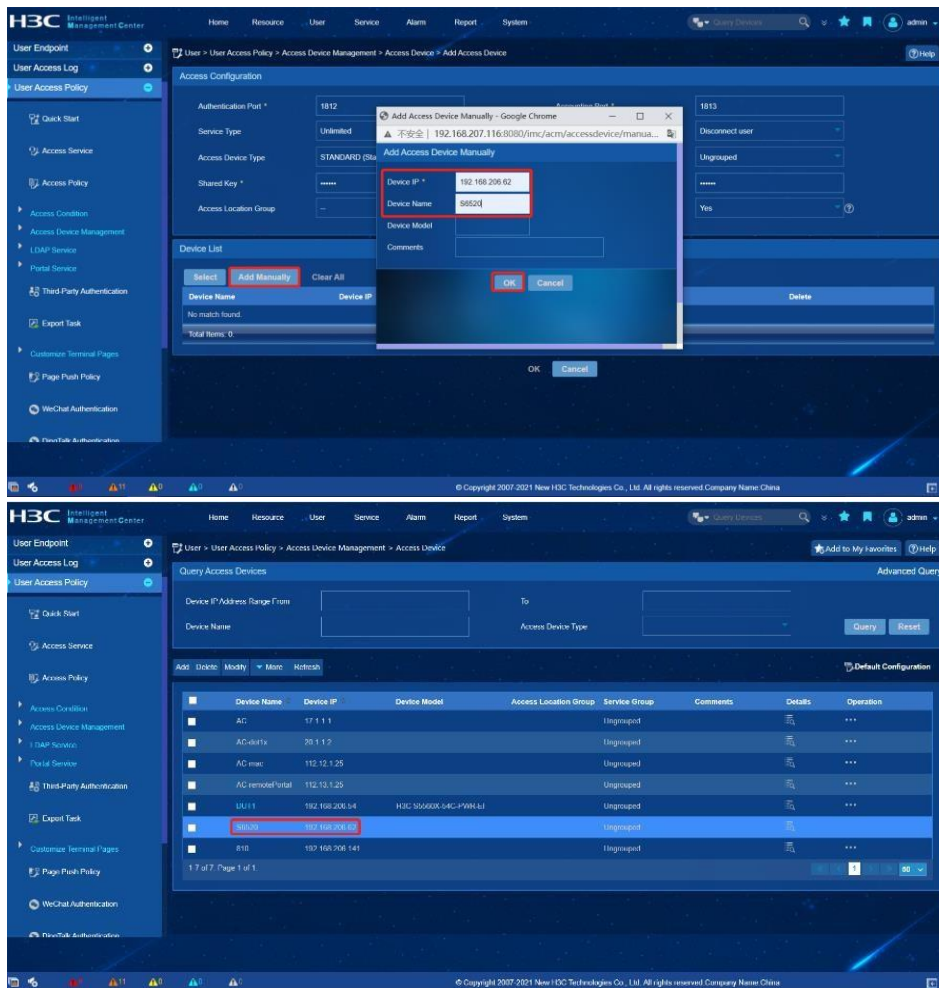 H3C Intelligent Management Center
Home Resource User Service Alarm Report System
Query Devices
admin
User Endpoint
User Access Log
User Access Policy
Quick Start
Access Service
Access Policy
Access Condition
Access Device Management
LDAP Service
Portal Service
Third-Party Authentication
Export Task
Customize Terminal Pages
Page Push Policy
WeChat Authentication
DingTalk Authentication
User > User Access Policy > Access Device Management > Access Device > Add Access Device
Help
Access Configuration
Authentication Port * 1812 Accounting Port * 1813
Service Type Unlimited Disconnect user
Access Device Type STANDARD (Sta Ungrouped
Shared Key * •••••• ••••••
Access Location Group -- Yes
Device List
Select Add Manually Clear All
Device Name Device IP Delete
No match found.
Total Items: 0.
OK Cancel
Add Access Device Manually - Google Chrome
不安全 | 192.168.207.116:8080/imc/acm/accessdevice/manua...
Add Access Device Manually
Device IP * 192.168.206.62
Device Name S6520
Device Model
Comments
OK Cancel
11 0 0 0
© Copyright 2007-2021 New H3C Technologies Co., Ltd. All rights reserved.Company Name:China
H3C Intelligent Management Center
Home Resource User Service Alarm Report System
Query Devices
admin
User Endpoint
User Access Log
User Access Policy
Quick Start
Access Service
Access Policy
Access Condition
Access Device Management
LDAP Service
Portal Service
Third-Party Authentication
Export Task
Customize Terminal Pages
Page Push Policy
WeChat Authentication
DingTalk Authentication
User > User Access Policy > Access Device Management > Access Device
Add to My Favorites Help
Query Access Devices Advanced Query
Device IP Address Range From To
Device Name Access Device Type
Query Reset
Add Delete Modify More Refresh Default Configuration
Device Name Device IP Device Model Access Location Group Service Group Comments Details Operation
AC 17.1.1.1 Ungrouped ...
AC-dot1x 20.1.1.2 Ungrouped ...
AC-mac 112.12.1.25 Ungrouped ...
AC-remotePortal 112.13.1.25 Ungrouped ...
DUT1 192.168.206.54 H3C S5560X-54C-PWR-EI Ungrouped ...
S6520 192.168.206.62 Ungrouped
810 192.168.206.141 Ungrouped ...
1-7 of 7. Page 1 of 1. 1 50
11 0 0 0
© Copyright 2007-2021 New H3C Technologies Co., Ltd. All rights reserved.Company Name:China